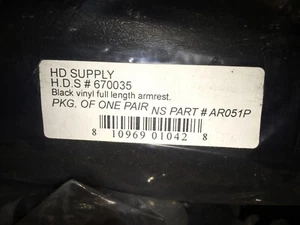 HD SUPPLY
H.D.S # 670035
Black vinyl full length armrest.
PKG. OF ONE PAIR NS PART # AR051P
8 10969 01042 8